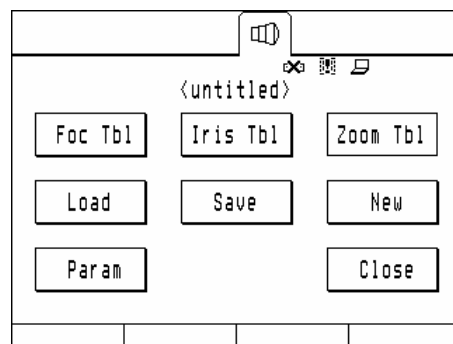 <untitled>
Foc Tbl Iris Tbl Zoom Tbl
Load Save New
Param Close